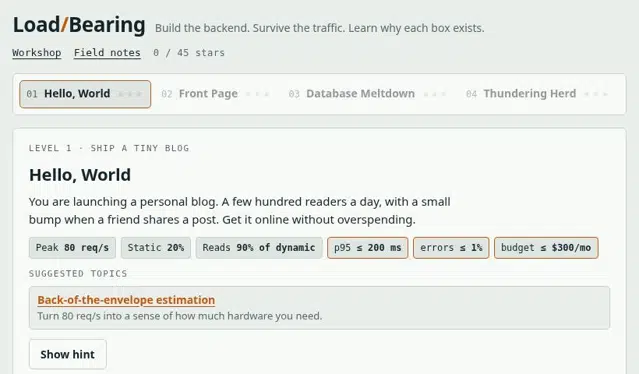 Load/Bearing Build the backend. Survive the traffic. Learn why each box exists.
Workshop Field notes 0 / 45 stars
01 Hello, World ★★★ 02 Front Page ★★★ 03 Database Meltdown ★★★ 04 Thundering Herd ★★★
LEVEL 1 · SHIP A TINY BLOG
Hello, World
You are launching a personal blog. A few hundred readers a day, with a small
bump when a friend shares a post. Get it online without overspending.
Peak 80 req/s Static 20% Reads 90% of dynamic p95 ≤ 200 ms errors ≤ 1% budget ≤ $300/mo
SUGGESTED TOPICS
Back-of-the-envelope estimation
Turn 80 req/s into a sense of how much hardware you need.
Show hint